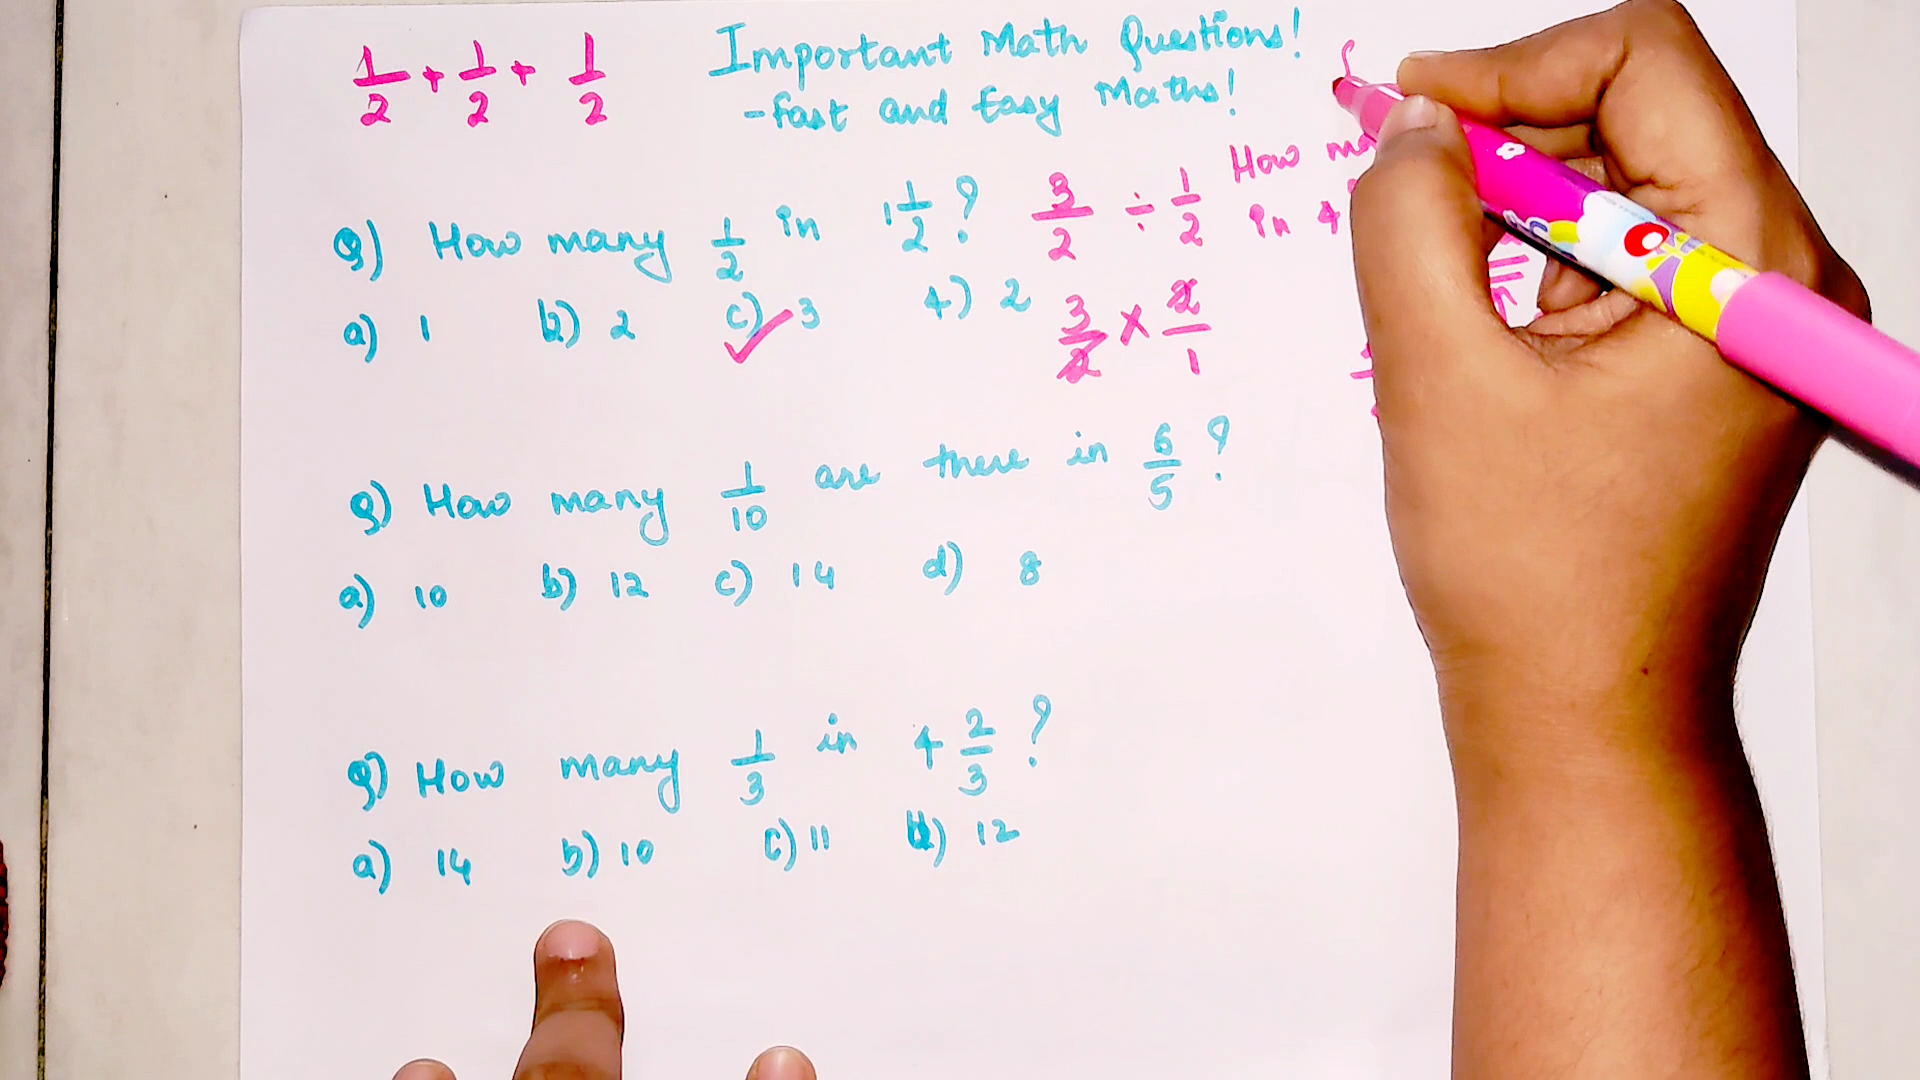 1/2 + 1/2 + 1/2
Important Math Questions!
-fast and Easy Maths!
Q) How many 1/2 in 1 1/2 ?
a) 1 b) 2 c) 3 4) 2
3/2 ÷ 1/2
3/2 × 2/1
How
in 4
Q) How many 1/10 are there in 6/5 ?
a) 10 b) 12 c) 14 d) 8
Q) How many 1/3 in 4 2/3 ?
a) 14 b) 10 c) 11 d) 12